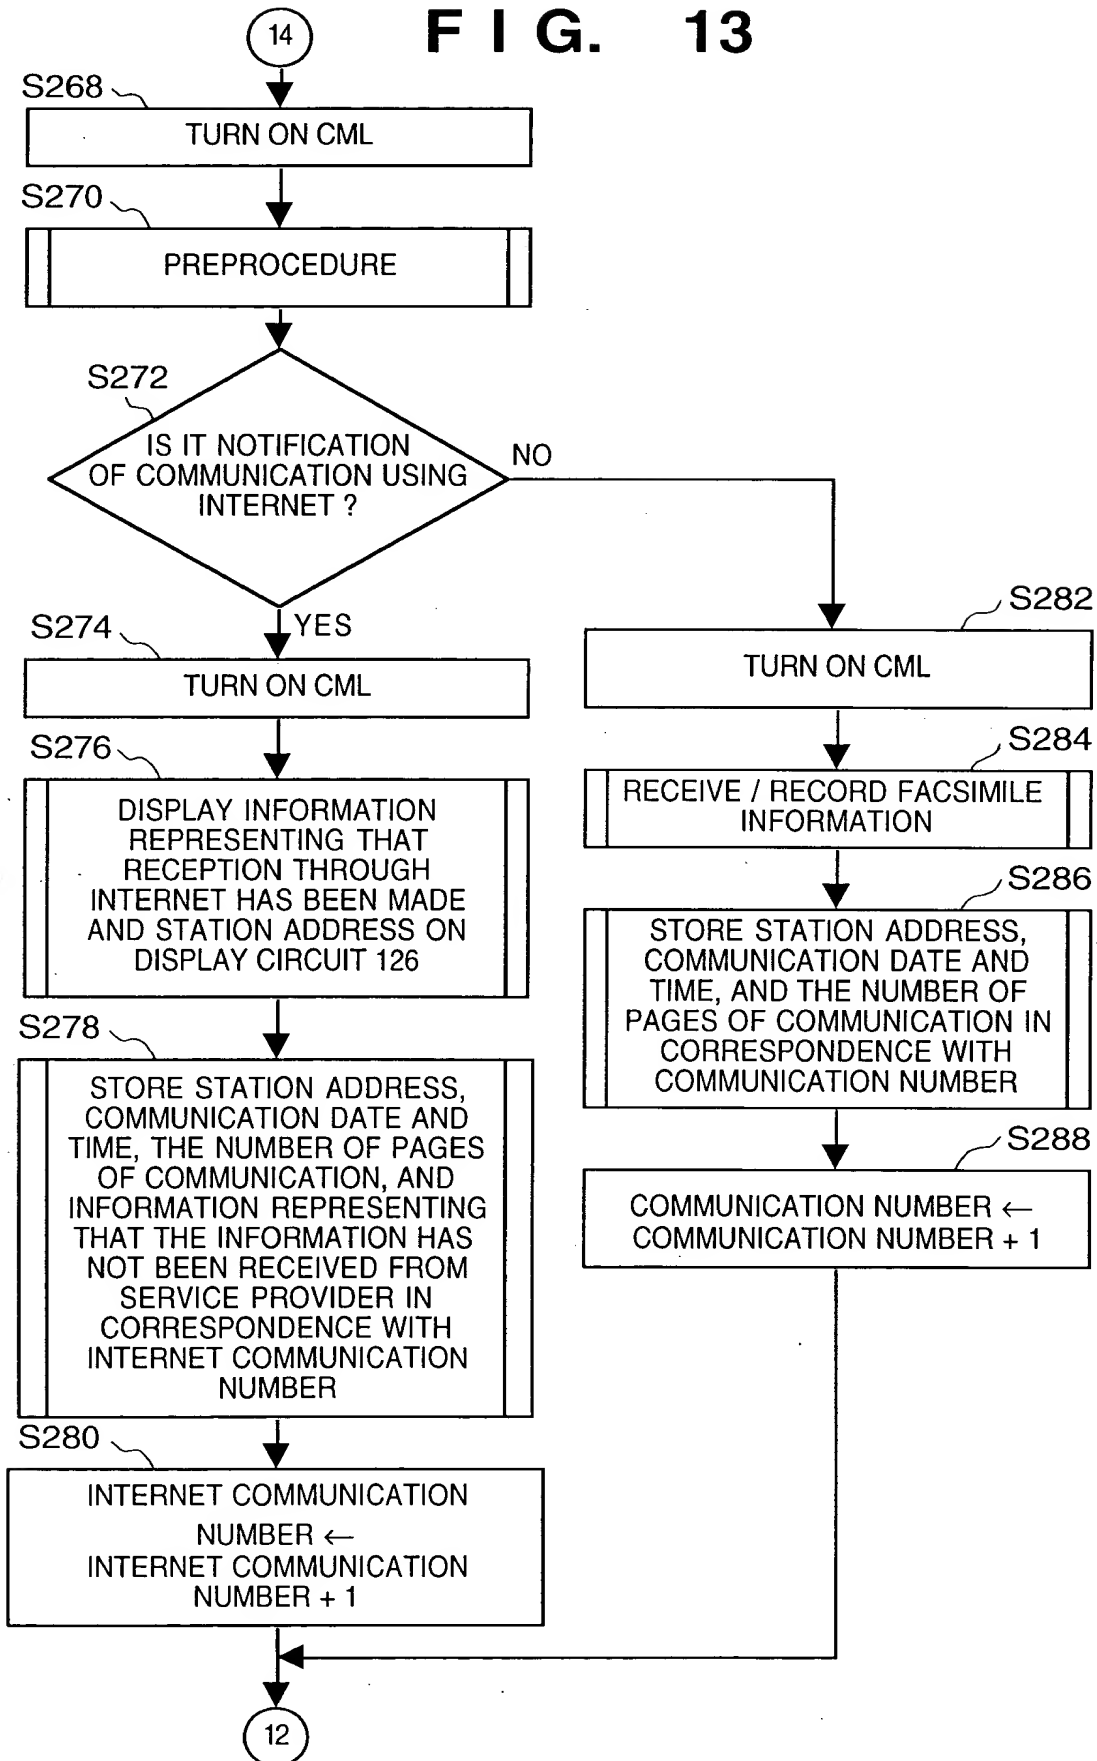 FIG. 13
14
S268
TURN ON CML
S270
PREPROCEDURE
S272
IS IT NOTIFICATION
OF COMMUNICATION USING
INTERNET ?
NO
YES
S274
TURN ON CML
S276
DISPLAY INFORMATION
REPRESENTING THAT
RECEPTION THROUGH
INTERNET HAS BEEN MADE
AND STATION ADDRESS ON
DISPLAY CIRCUIT 126
S278
STORE STATION ADDRESS,
COMMUNICATION DATE AND
TIME, THE NUMBER OF PAGES
OF COMMUNICATION, AND
INFORMATION REPRESENTING
THAT THE INFORMATION HAS
NOT BEEN RECEIVED FROM
SERVICE PROVIDER IN
CORRESPONDENCE WITH
INTERNET COMMUNICATION
NUMBER
S280
INTERNET COMMUNICATION
NUMBER ←
INTERNET COMMUNICATION
NUMBER + 1
S282
TURN ON CML
S284
RECEIVE / RECORD FACSIMILE
INFORMATION
S286
STORE STATION ADDRESS,
COMMUNICATION DATE AND
TIME, AND THE NUMBER OF
PAGES OF COMMUNICATION IN
CORRESPONDENCE WITH
COMMUNICATION NUMBER
S288
COMMUNICATION NUMBER ←
COMMUNICATION NUMBER + 1
12